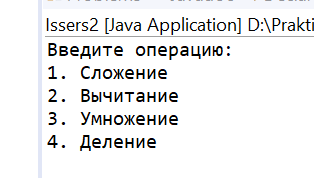 Issers2 [Java Application] D:\Prakti
Введите операцию:
1. Сложение
2. Вычитание
3. Умножение
4. Деление